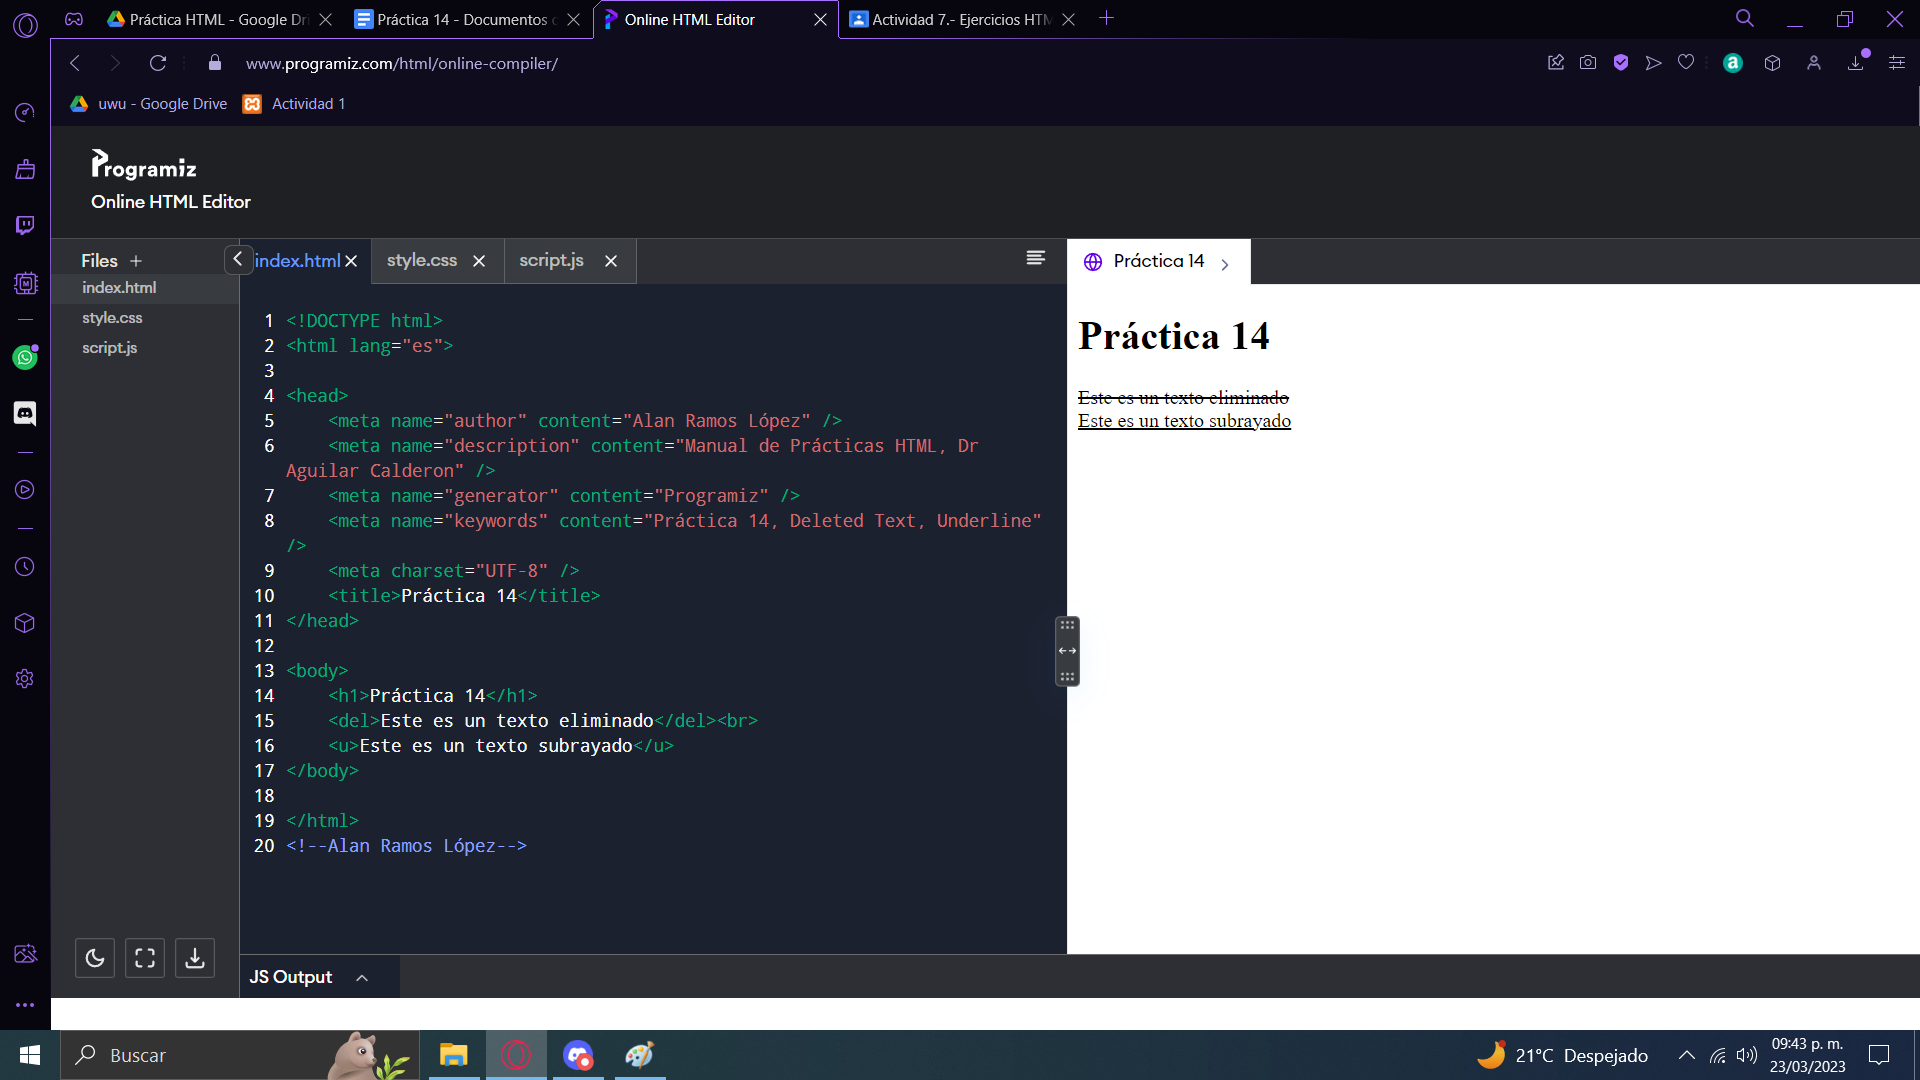 Práctica HTML - Google Dri
Práctica 14 - Documentos
Online HTML Editor
Actividad 7.- Ejercicios HTM
www.programiz.com/html/online-compiler/
uwu - Google Drive
Actividad 1
Programiz
Online HTML Editor
Files +
index.html
style.css
script.js
index.html
style.css
script.js
Práctica 14
1 <!DOCTYPE html>
2 <html lang="es">
3
4 <head>
5 <meta name="author" content="Alan Ramos López" />
6 <meta name="description" content="Manual de Prácticas HTML, Dr
Aguilar Calderon" />
7 <meta name="generator" content="Programiz" />
8 <meta name="keywords" content="Práctica 14, Deleted Text, Underline"
/>
9 <meta charset="UTF-8" />
10 <title>Práctica 14</title>
11 </head>
12
13 <body>
14 <h1>Práctica 14</h1>
15 <del>Este es un texto eliminado</del><br>
16 <u>Este es un texto subrayado</u>
17 </body>
18
19 </html>
20 <!--Alan Ramos López-->
Práctica 14
Este es un texto eliminado
Este es un texto subrayado
JS Output
Buscar
21°C Despejado
09:43 p. m.
23/03/2023